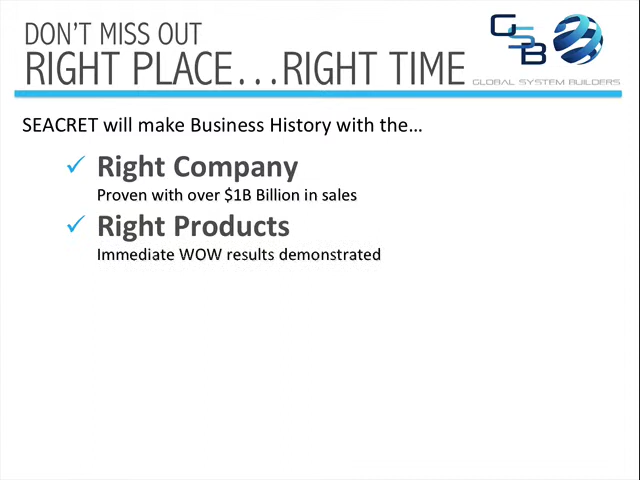 DON'T MISS OUT
RIGHT PLACE...RIGHT TIME
GSB
GLOBAL SYSTEM BUILDERS
SEACRET will make Business History with the...
✓ Right Company
Proven with over $1B Billion in sales
✓ Right Products
Immediate WOW results demonstrated